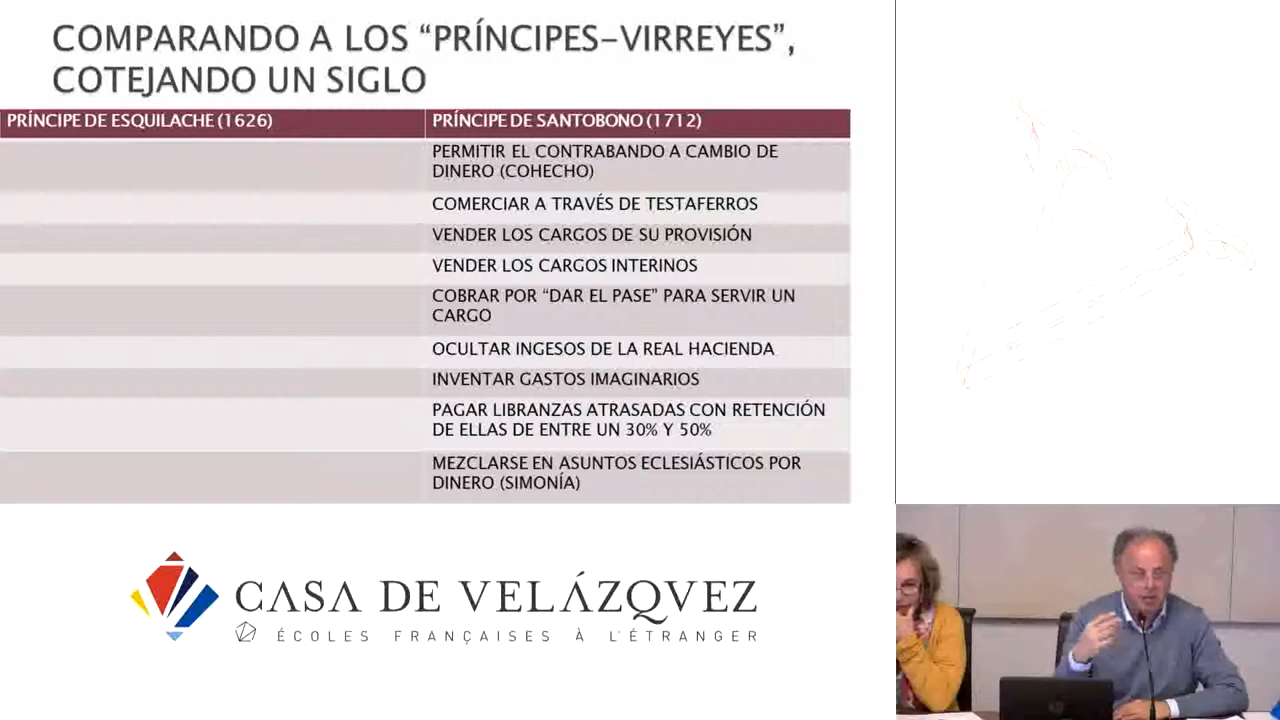 COMPARANDO A LOS “PRÍNCIPES-VIRREYES”,
COTEJANDO UN SIGLO
PRÍNCIPE DE ESQUILACHE (1626)
PRÍNCIPE DE SANTOBONO (1712)
PERMITIR EL CONTRABANDO A CAMBIO DE
DINERO (COHECHO)
COMERCIAR A TRAVÉS DE TESTAFERROS
VENDER LOS CARGOS DE SU PROVISIÓN
VENDER LOS CARGOS INTERINOS
COBRAR POR “DAR EL PASE” PARA SERVIR UN
CARGO
OCULTAR INGESOS DE LA REAL HACIENDA
INVENTAR GASTOS IMAGINARIOS
PAGAR LIBRANZAS ATRASADAS CON RETENCIÓN
DE ELLAS DE ENTRE UN 30% Y 50%
MEZCLARSE EN ASUNTOS ECLESIÁSTICOS POR
DINERO (SIMONÍA)
CASA DE VELÁZQVEZ
ÉCOLES FRANÇAISES À L'ÉTRANGER